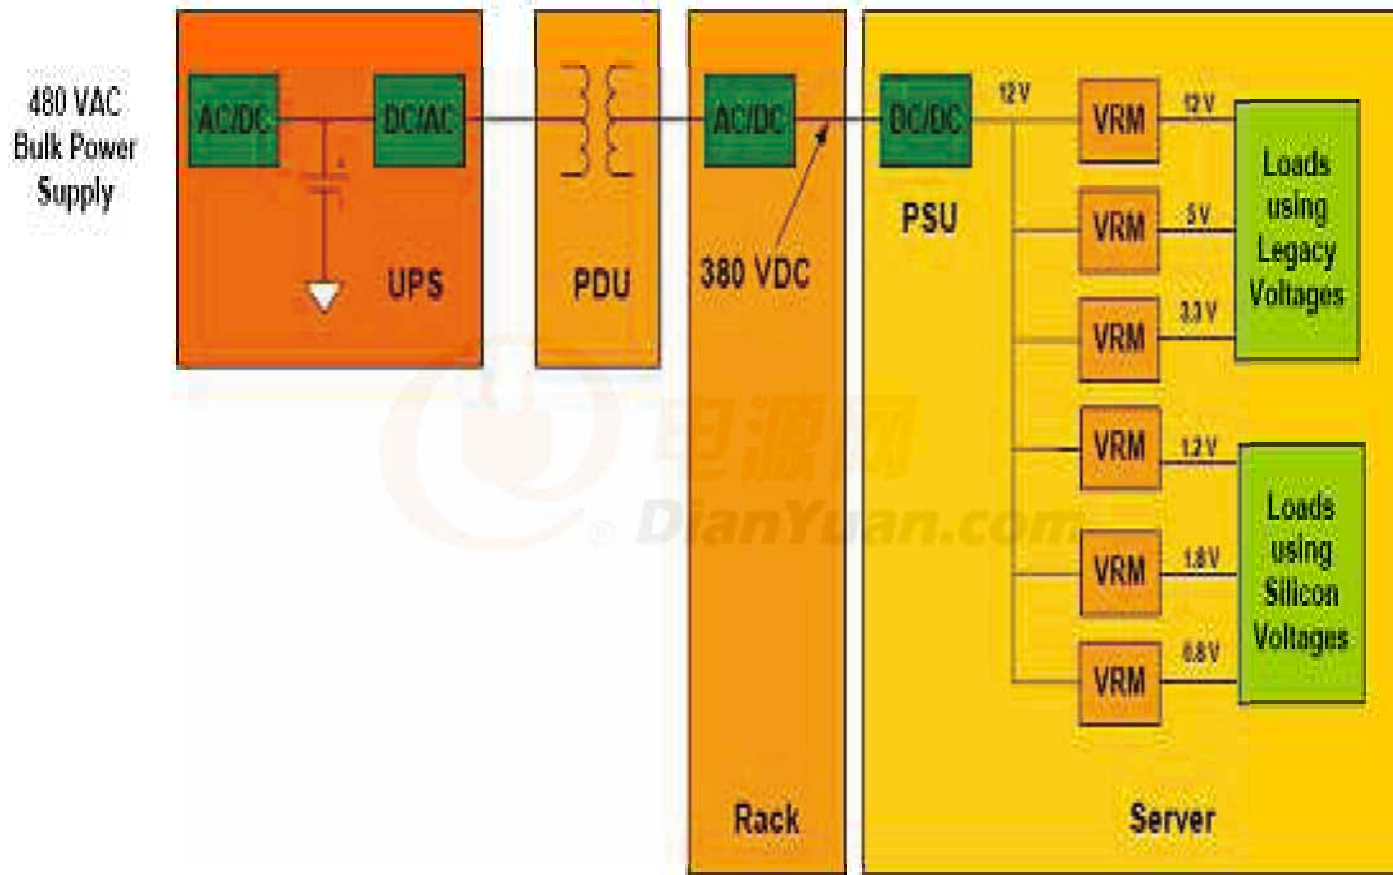 480 VAC
Bulk Power
Supply
AC/DC
DC/AC
UPS
PDU
AC/DC
380 VDC
Rack
DC/DC
PSU
12 V
VRM
12 V
VRM
5 V
VRM
3.3 V
Loads
using
Legacy
Voltages
VRM
1.2 V
VRM
1.8 V
VRM
0.8 V
Loads
using
Silicon
Voltages
Server
电源网
DianYuan.com
®